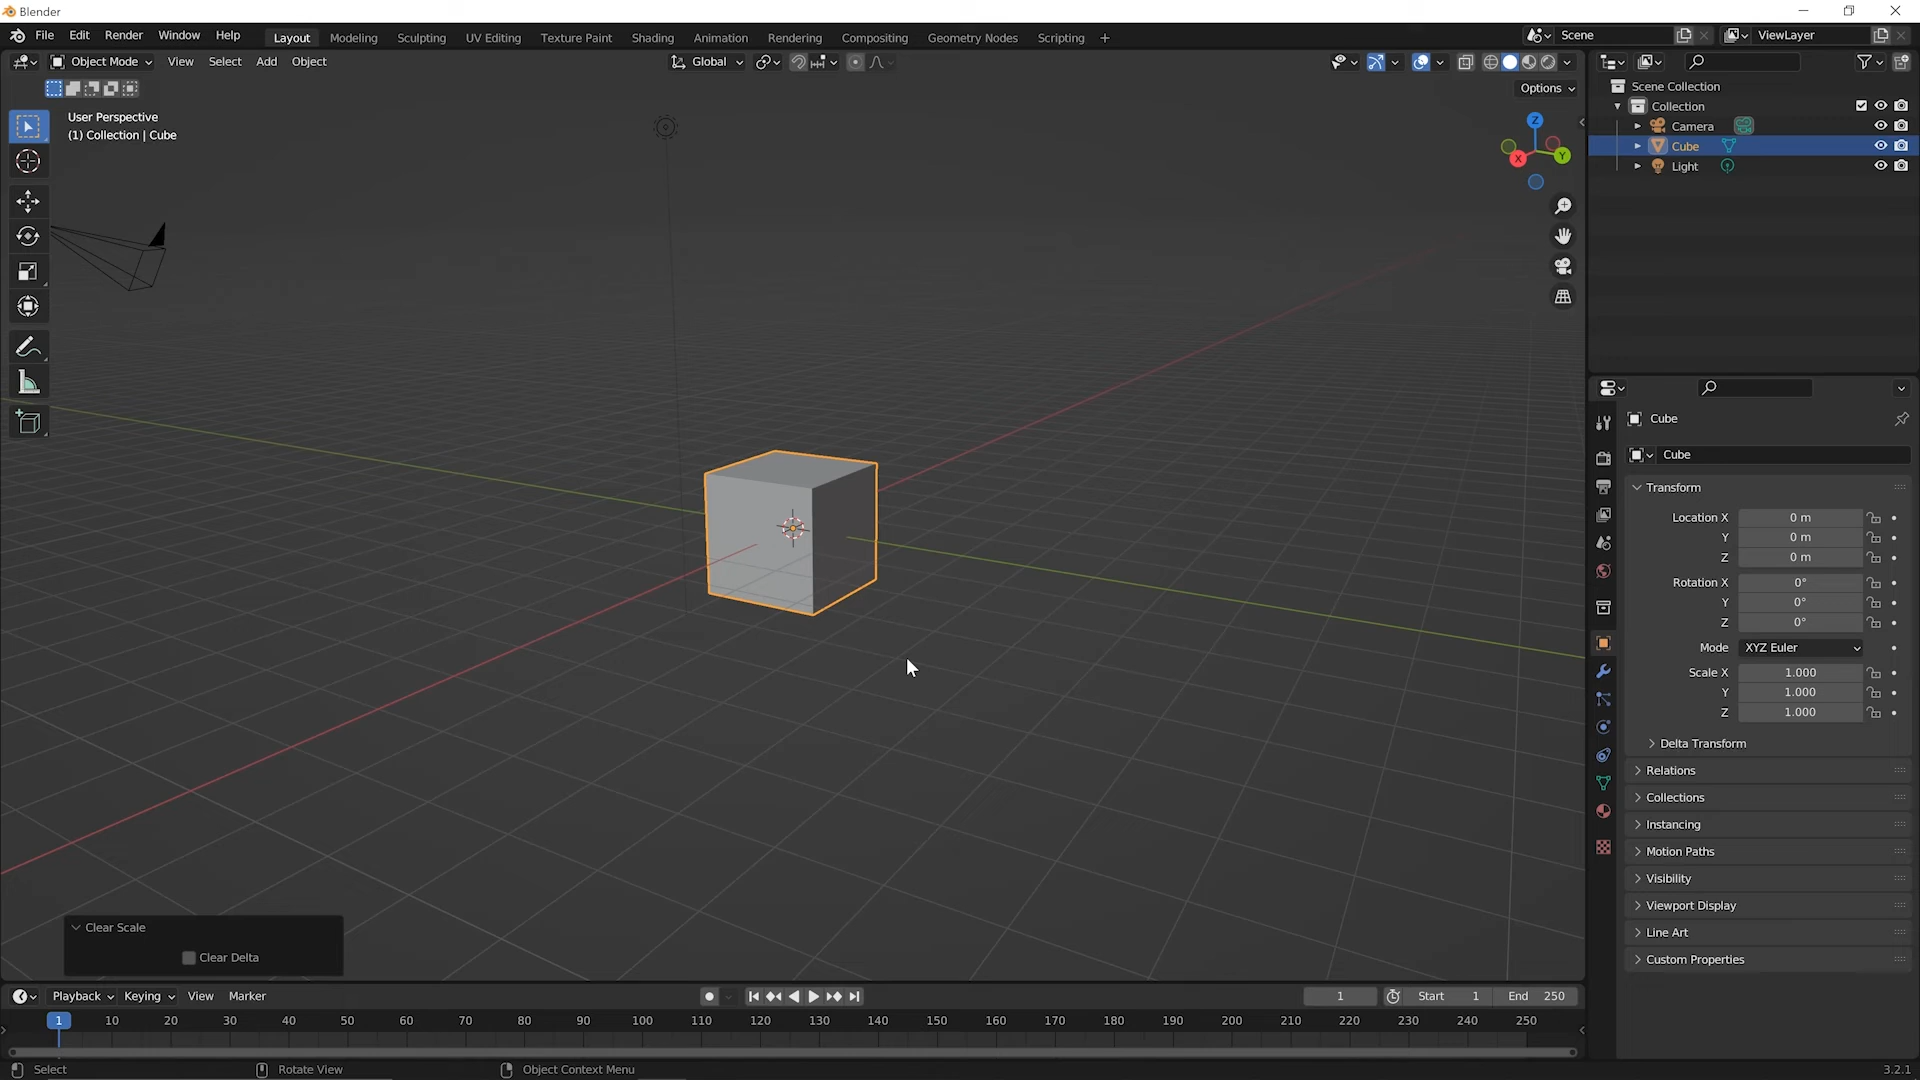 Blender
File Edit Render Window Help Layout Modeling Sculpting UV Editing Texture Paint Shading Animation Rendering Compositing Geometry Nodes Scripting + Scene ViewLayer
Object Mode View Select Add Object Global
Options
User Perspective
(1) Collection | Cube
Z
X
Y
Scene Collection
Collection
Camera
Cube
Light
Cube
Cube
Transform
Location X 0 m
Y 0 m
Z 0 m
Rotation X 0°
Y 0°
Z 0°
Mode XYZ Euler
Scale X 1.000
Y 1.000
Z 1.000
Delta Transform
Relations
Collections
Instancing
Motion Paths
Visibility
Viewport Display
Line Art
Custom Properties
Clear Scale
Clear Delta
Playback Keying View Marker 1 Start 1 End 250
1 10 20 30 40 50 60 70 80 90 100 110 120 130 140 150 160 170 180 190 200 210 220 230 240 250
Select Rotate View Object Context Menu 3.2.1